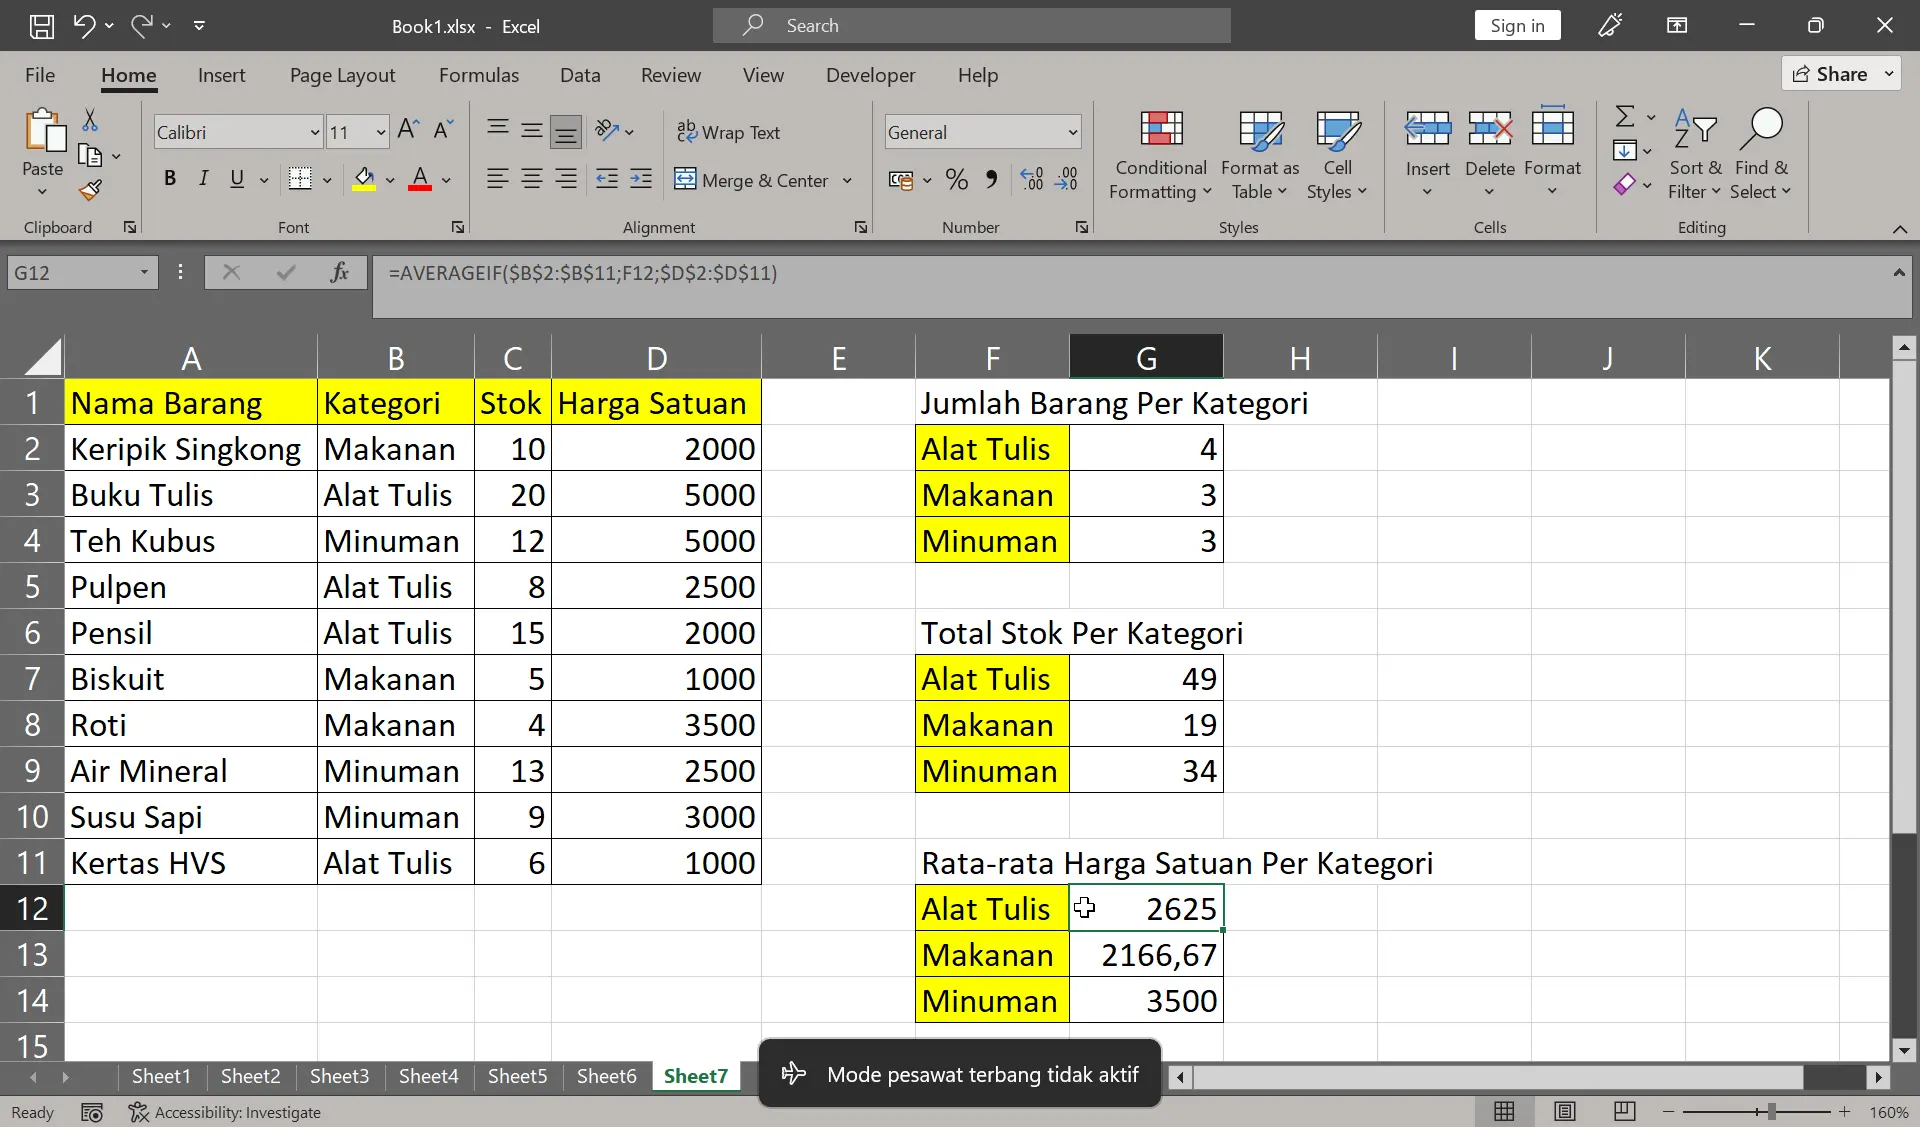 Book1.xlsx - Excel
Search
Sign in
File Home Insert Page Layout Formulas Data Review View Developer Help
Share
Paste
Clipboard
Calibri 11
B I U
Font
Wrap Text
Merge & Center
Alignment
General
Number
Conditional Formatting
Format as Table
Cell Styles
Styles
Insert
Delete
Format
Cells
Sort & Filter
Find & Select
Editing
G12 fx =AVERAGEIF($B$2:$B$11;F12;$D$2:$D$11)
A B C D E F G H I J K
1 Nama Barang Kategori Stok Harga Satuan Jumlah Barang Per Kategori
2 Keripik Singkong Makanan 10 2000 Alat Tulis 4
3 Buku Tulis Alat Tulis 20 5000 Makanan 3
4 Teh Kubus Minuman 12 5000 Minuman 3
5 Pulpen Alat Tulis 8 2500
6 Pensil Alat Tulis 15 2000 Total Stok Per Kategori
7 Biskuit Makanan 5 1000 Alat Tulis 49
8 Roti Makanan 4 3500 Makanan 19
9 Air Mineral Minuman 13 2500 Minuman 34
10 Susu Sapi Minuman 9 3000
11 Kertas HVS Alat Tulis 6 1000 Rata-rata Harga Satuan Per Kategori
12 Alat Tulis 2625
13 Makanan 2166,67
14 Minuman 3500
15
Sheet1 Sheet2 Sheet3 Sheet4 Sheet5 Sheet6 Sheet7
Mode pesawat terbang tidak aktif
Ready Accessibility: Investigate 160%